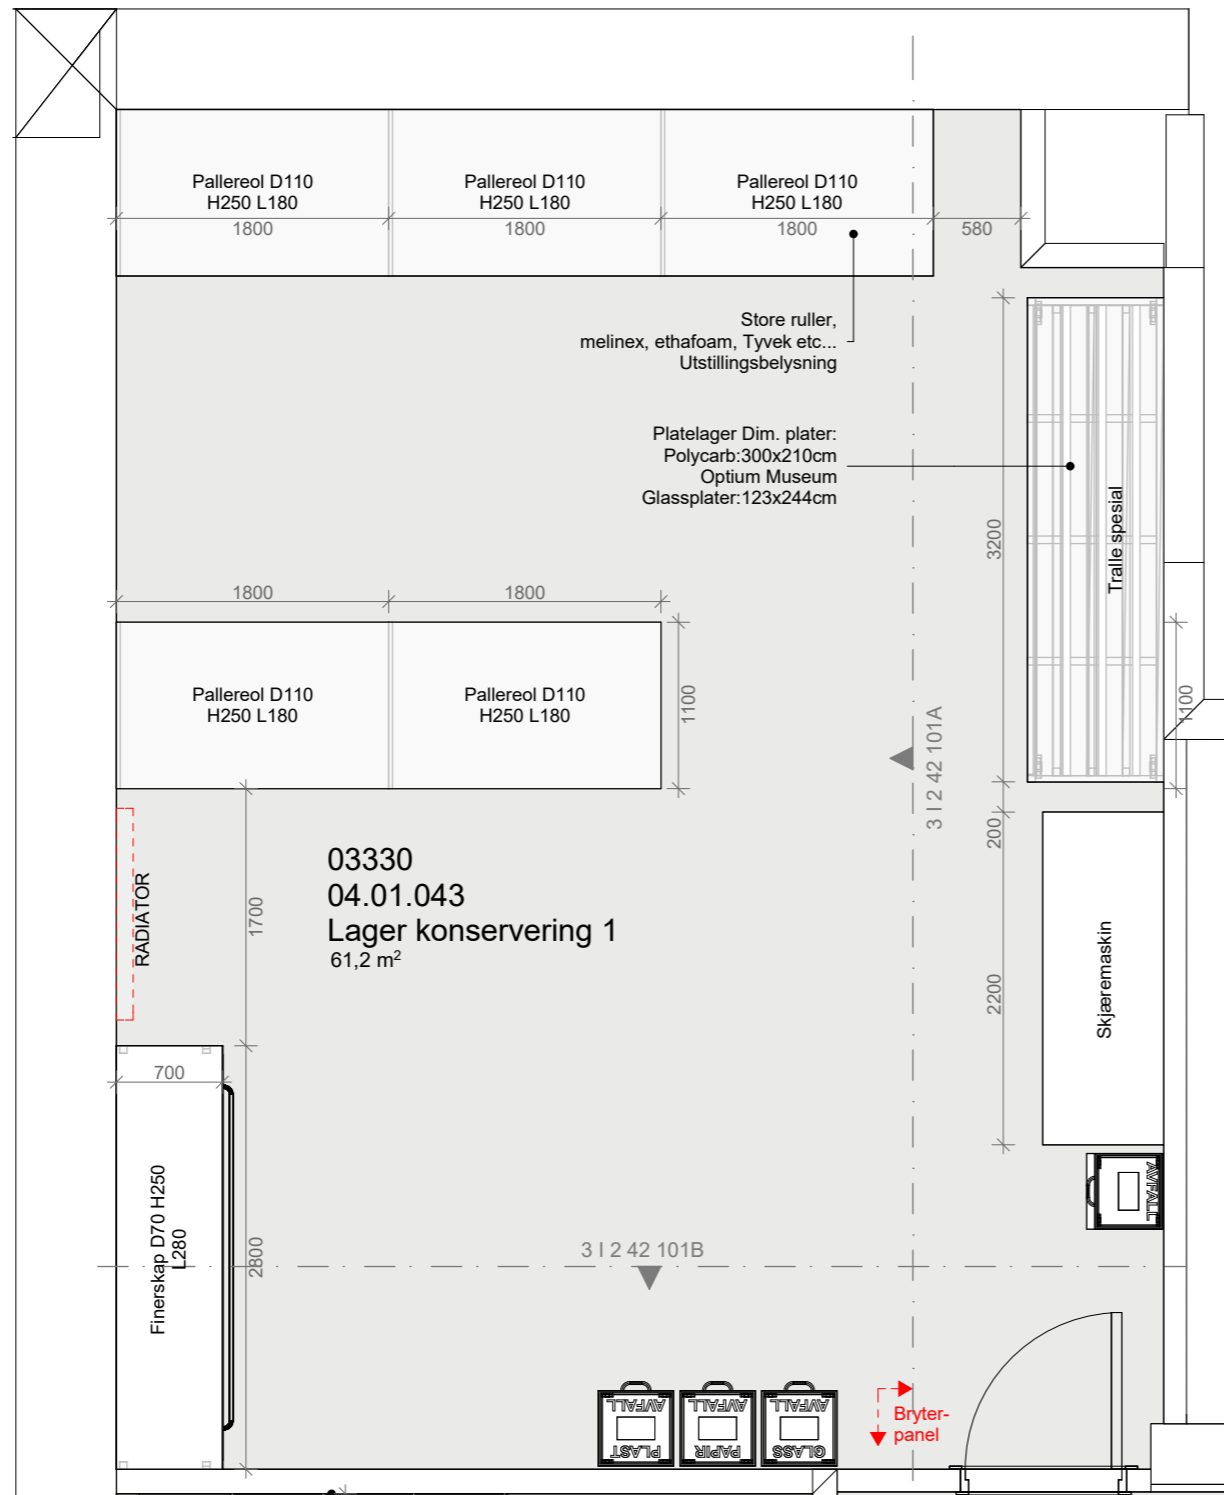 Pallereol D110
H250 L180
Pallereol D110
H250 L180
Pallereol D110
H250 L180
1800
1800
1800
580
Store ruller,
melinex, ethafoam, Tyvek etc...
Utstillingsbelysning
Platelager Dim. plater:
Polycarb:300x210cm
Optium Museum
Glassplater:123x244cm
3200
Tralle spesial
1800
1800
Pallereol D110
H250 L180
Pallereol D110
H250 L180
1100
1100
3 I 2 42 101A
200
03330
04.01.043
Lager konservering 1
61,2 m²
RADIATOR
1700
2200
Skjæremaskin
700
Finerskap D70 H250
L280
2800
3 I 2 42 101B
AVFALL
AVFALL
PLAST
AVFALL
PAPIR
AVFALL
GLASS
Bryter-
panel